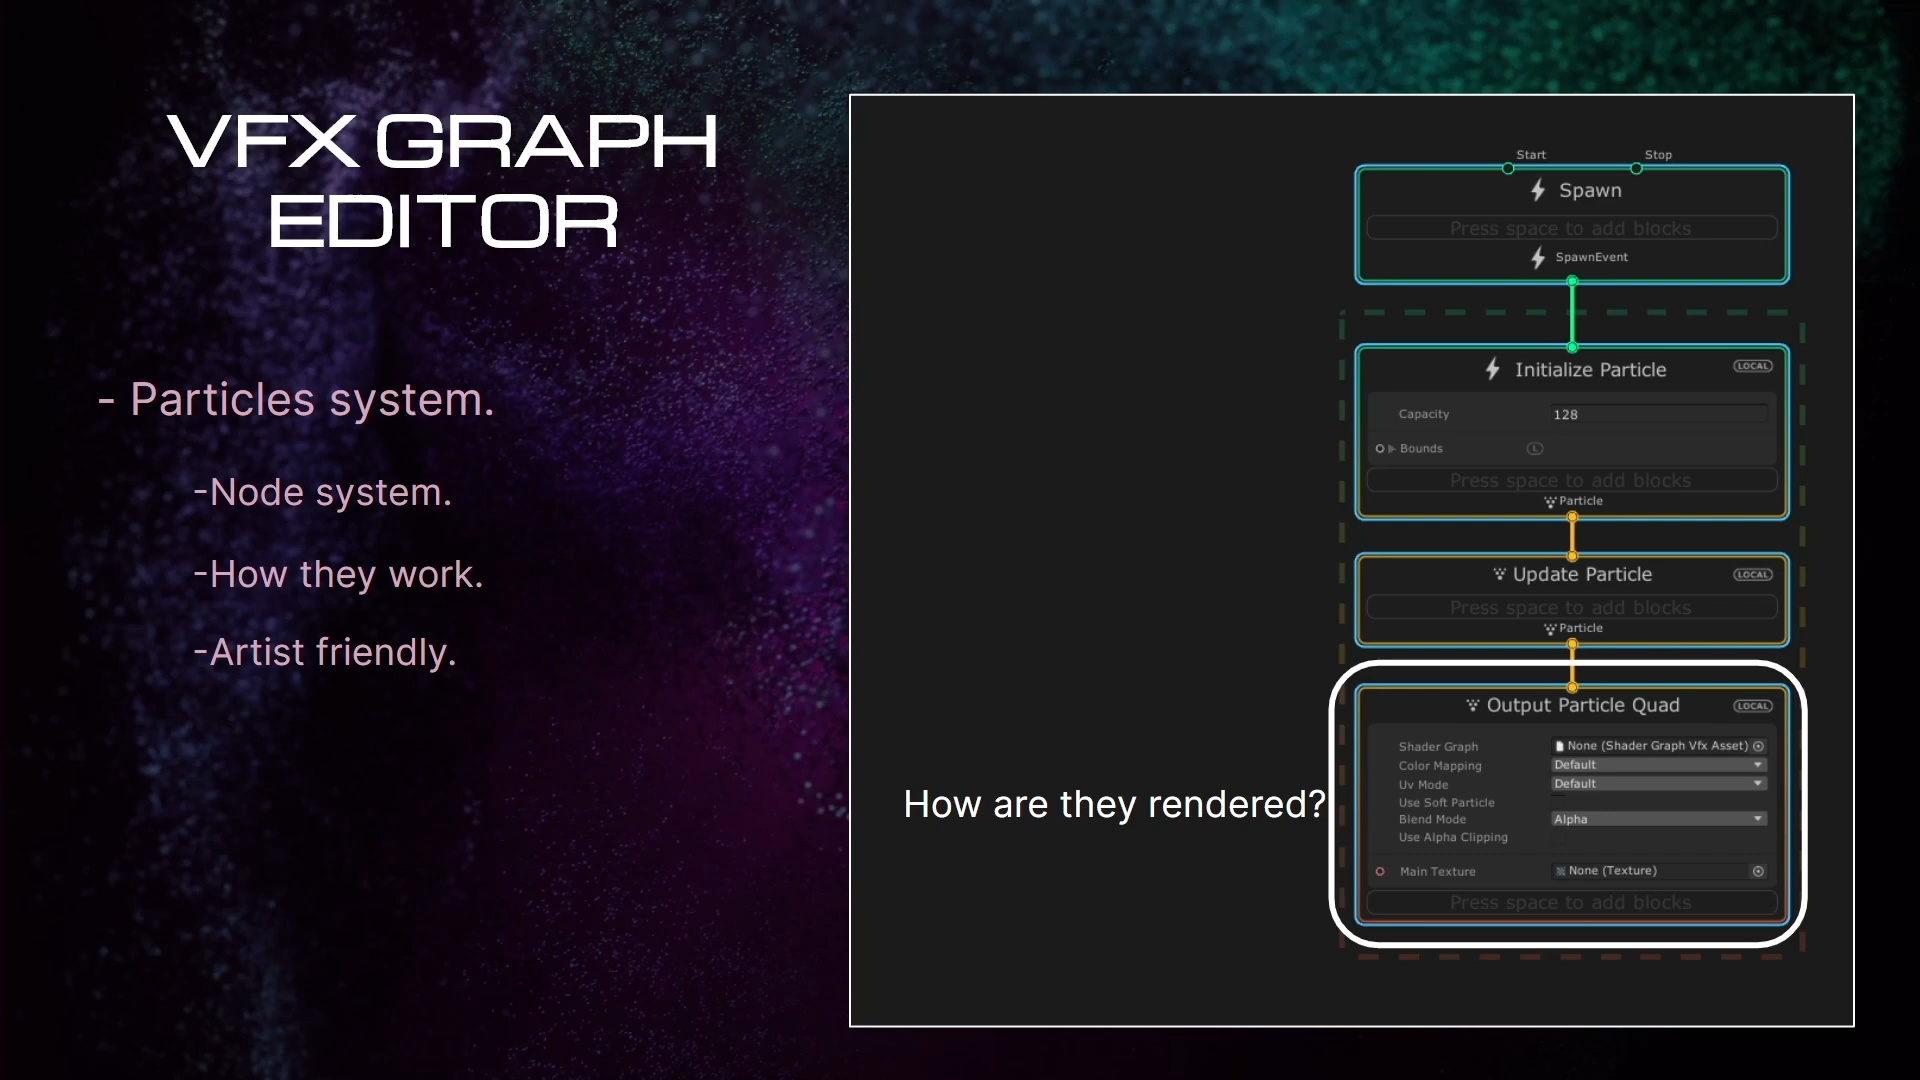 VFX GRAPH
EDITOR
- Particles system.
-Node system.
-How they work.
-Artist friendly.
How are they rendered?
Start Stop
Spawn
Press space to add blocks
SpawnEvent
Initialize Particle LOCAL
Capacity 128
Bounds L
Press space to add blocks
Particle
Update Particle LOCAL
Press space to add blocks
Particle
Output Particle Quad LOCAL
Shader Graph None (Shader Graph Vfx Asset)
Color Mapping Default
Uv Mode Default
Use Soft Particle
Blend Mode Alpha
Use Alpha Clipping
Main Texture None (Texture)
Press space to add blocks